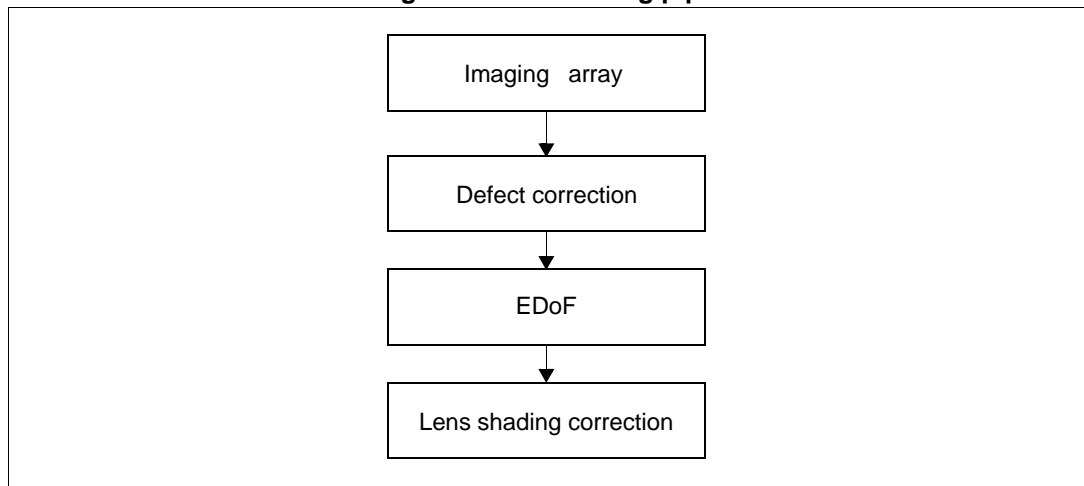 Imaging array
Defect correction
EDoF
Lens shading correction